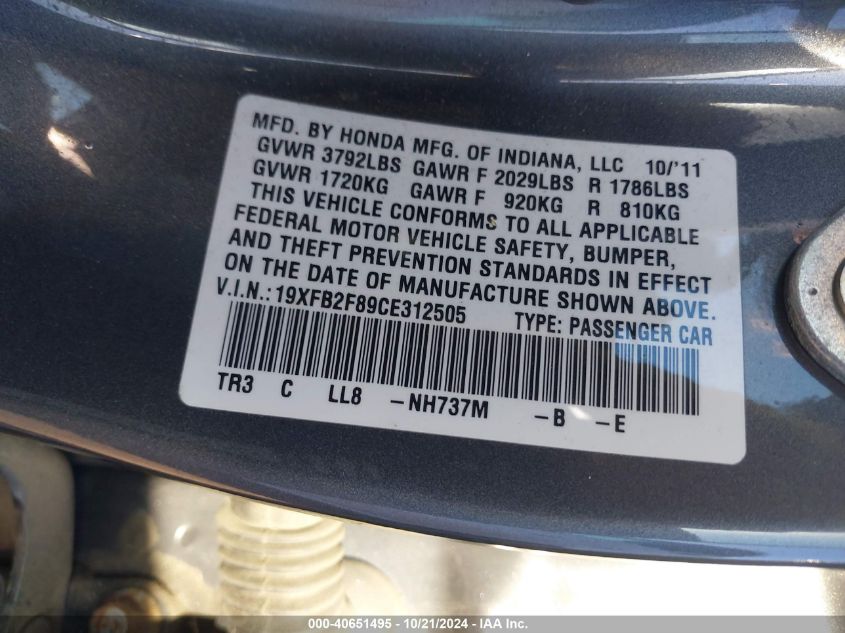 MFD. BY HONDA MFG. OF INDIANA, LLC 10/'11
GVWR 3792LBS GAWR F 2029LBS R 1786LBS
GVWR 1720KG GAWR F 920KG R 810KG
THIS VEHICLE CONFORMS TO ALL APPLICABLE
FEDERAL MOTOR VEHICLE SAFETY, BUMPER,
AND THEFT PREVENTION STANDARDS IN EFFECT
ON THE DATE OF MANUFACTURE SHOWN ABOVE.
V.I.N.:19XFB2F89CE312505 TYPE: PASSENGER CAR
TR3 C LL8 -NH737M -B -E
000-40651495 - 10/21/2024 - IAA Inc.